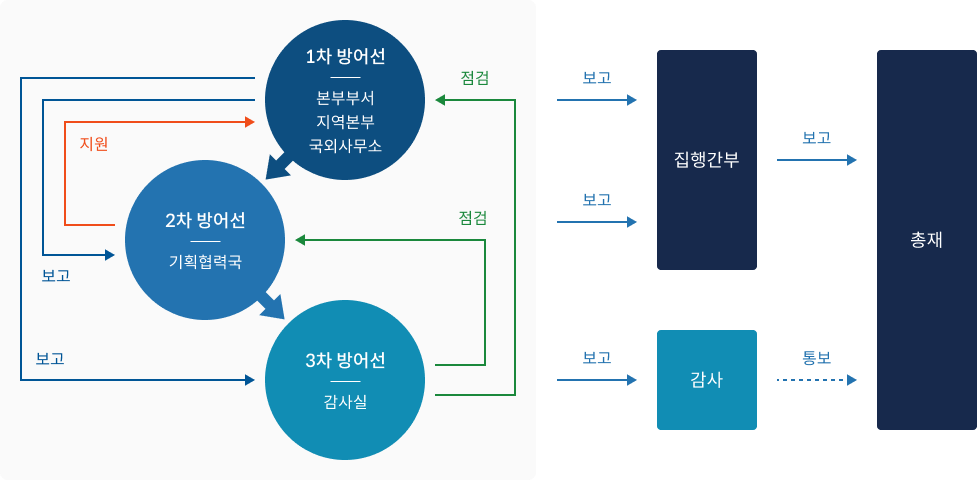 1차 방어선
본부부서
지역본부
국외사무소
점검
지원
2차 방어선
기획협력국
점검
보고
보고
3차 방어선
감사실
보고
보고
집행간부
보고
보고
감사
통보
총재